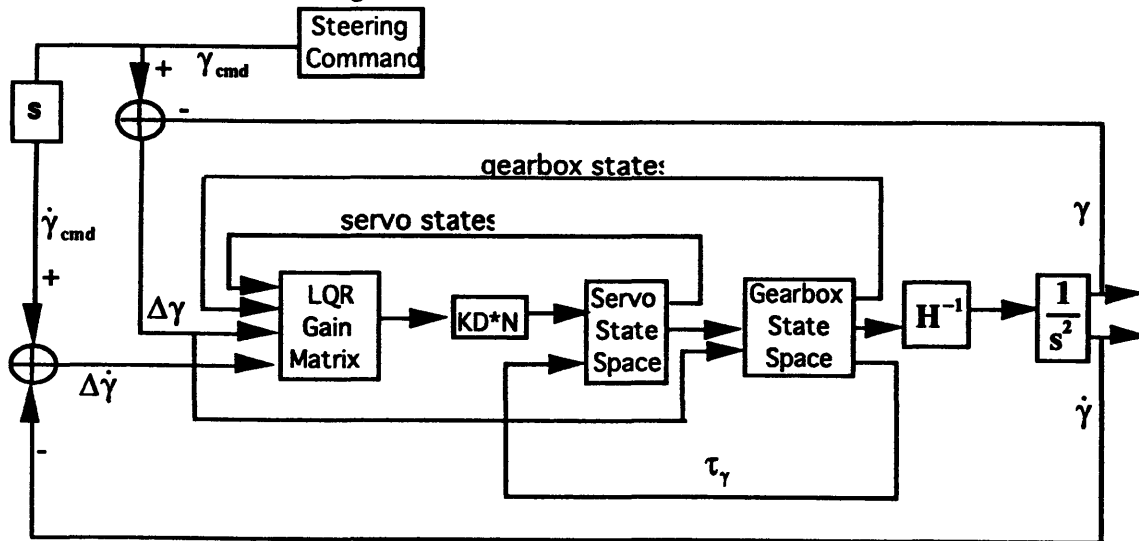 Steering
Command
+
γcmd
s
-
gearbox states
servo states
γ
γ̇cmd
+
Δγ
LQR
Gain
Matrix
KD*N
Servo
State
Space
Gearbox
State
Space
H⁻¹
1
s²
Δγ̇
γ̇
-
τγ